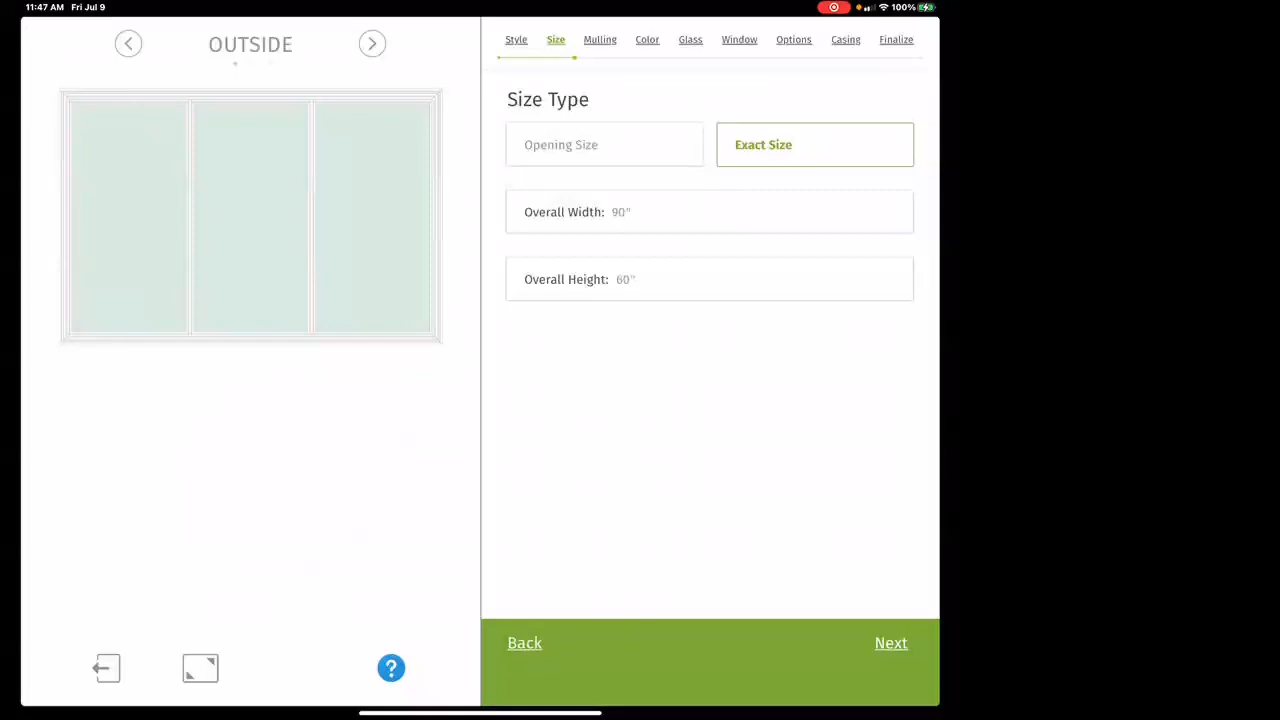 11:47 AM Fri Jul 9
100%
OUTSIDE
Style Size Mulling Color Glass Window Options Casing Finalize
Size Type
Opening Size Exact Size
Overall Width: 90"
Overall Height: 60"
?
Back Next